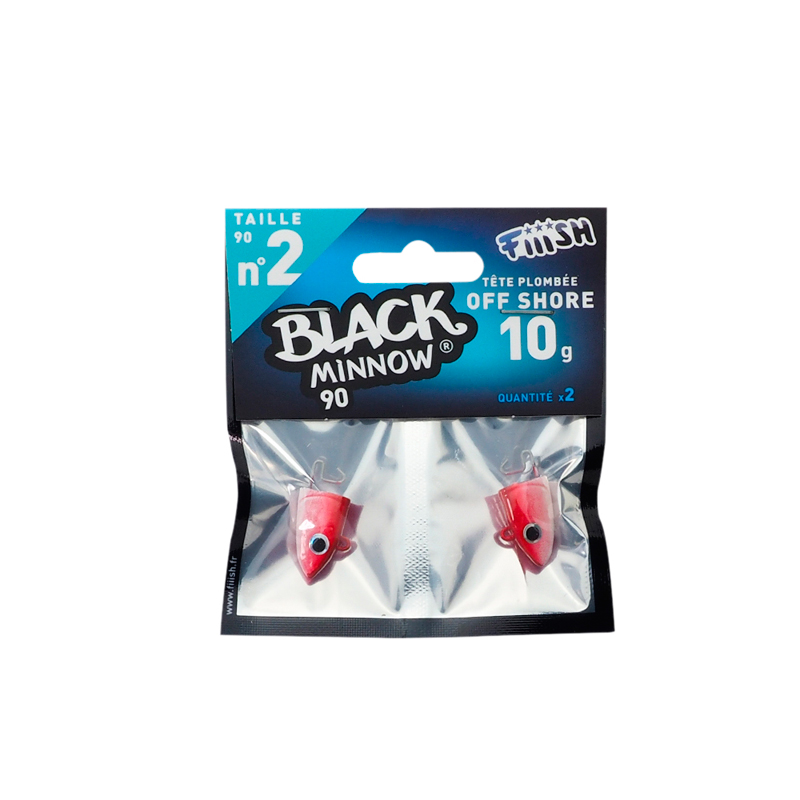 TAILLE
90
n°2
FiiiSH
TÊTE PLOMBÉE
OFF SHORE
10g
BLACK
MiNNOW®
90
QUANTITÉ x2
www.fiiish.fr